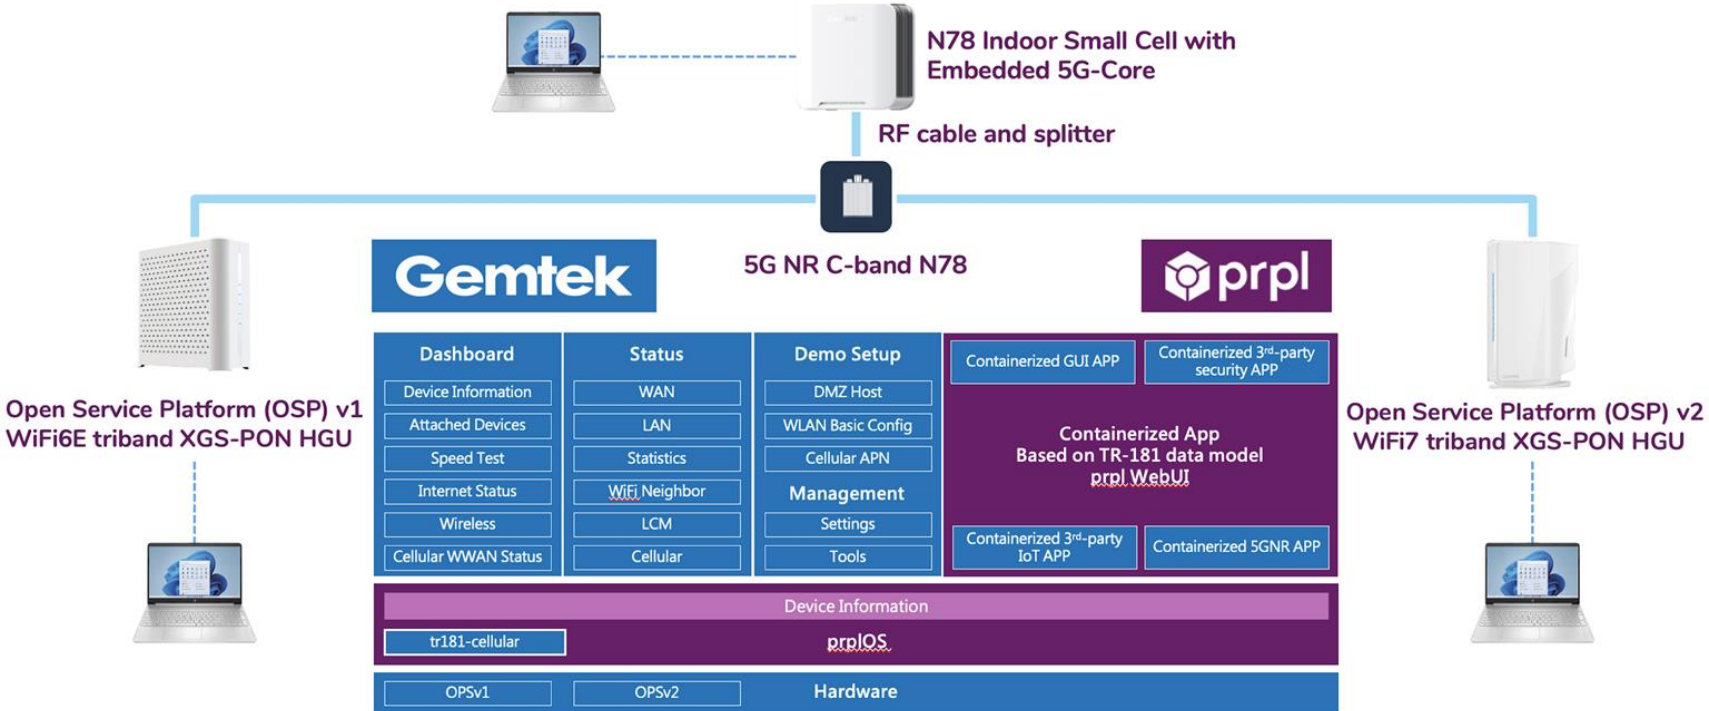 N78 Indoor Small Cell with
Embedded 5G-Core
RF cable and splitter
Gemtek
5G NR C-band N78
prpl
Open Service Platform (OSP) v1
WiFi6E triband XGS-PON HGU
Open Service Platform (OSP) v2
WiFi7 triband XGS-PON HGU
Dashboard
Device Information
Attached Devices
Speed Test
Internet Status
Wireless
Cellular WWAN Status
Status
WAN
LAN
Statistics
WiFi Neighbor
LCM
Cellular
Demo Setup
DMZ Host
WLAN Basic Config
Cellular APN
Management
Settings
Tools
Containerized GUI APP
Containerized 3rd-party
security APP
Containerized App
Based on TR-181 data model
prpl WebUI
Containerized 3rd-party
IoT APP
Containerized 5GNR APP
Device Information
tr181-cellular
prplOS
OPSv1
OPSv2
Hardware